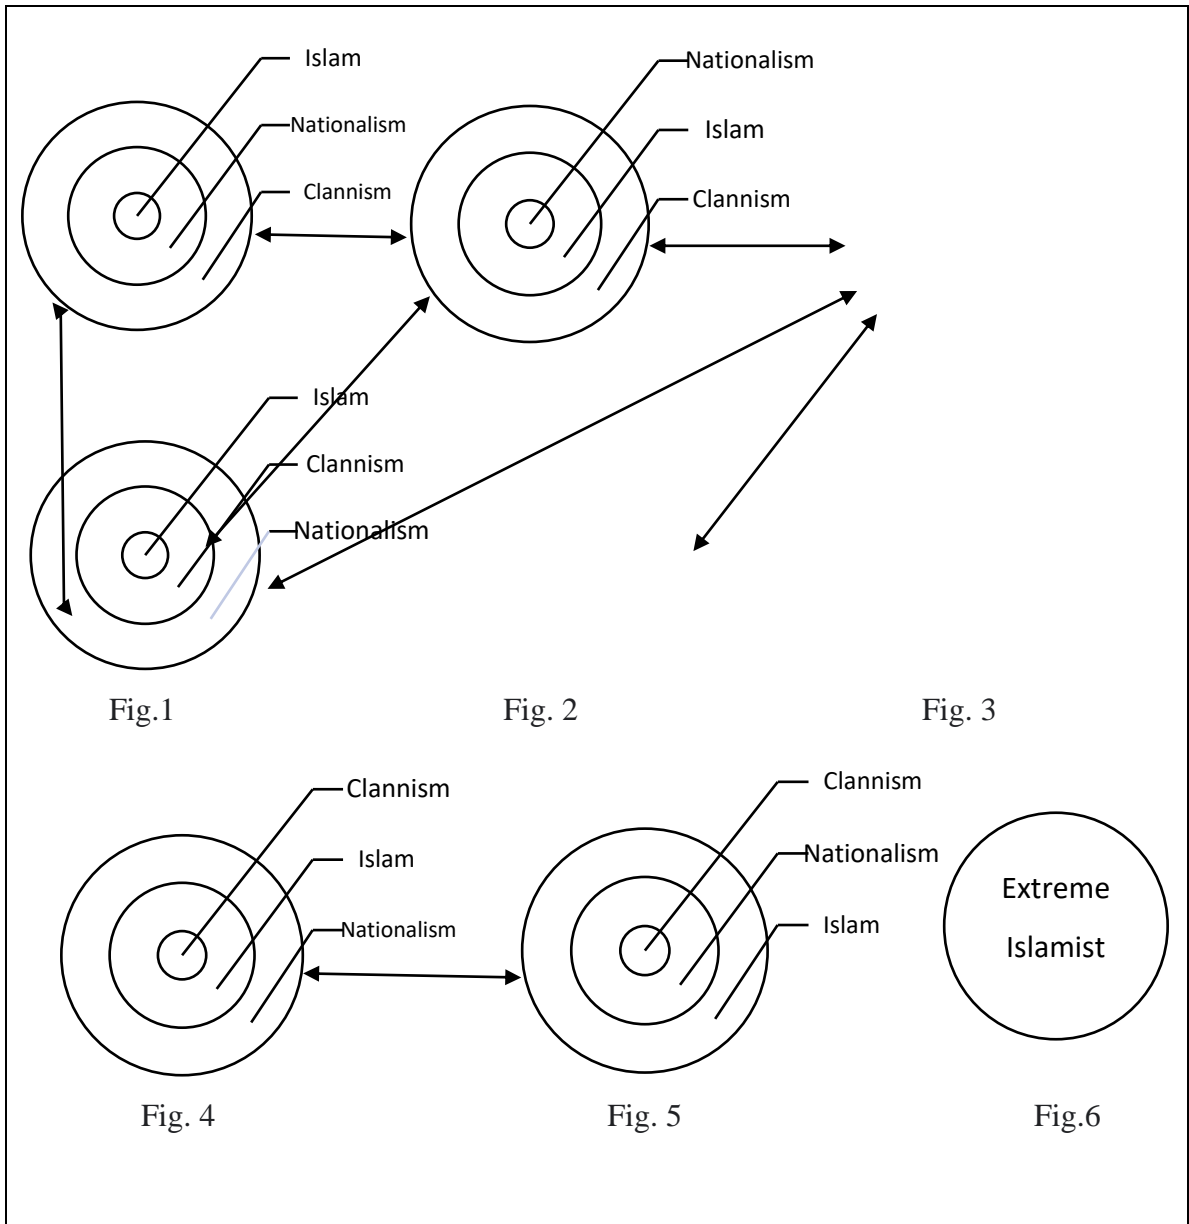 Islam
Nationalism
Clannism
Nationalism
Islam
Clannism
Islam
Clannism
Nationalism
Fig.1
Fig. 2
Fig. 3
Clannism
Islam
Nationalism
Clannism
Nationalism
Islam
Extreme
Islamist
Fig. 4
Fig. 5
Fig.6